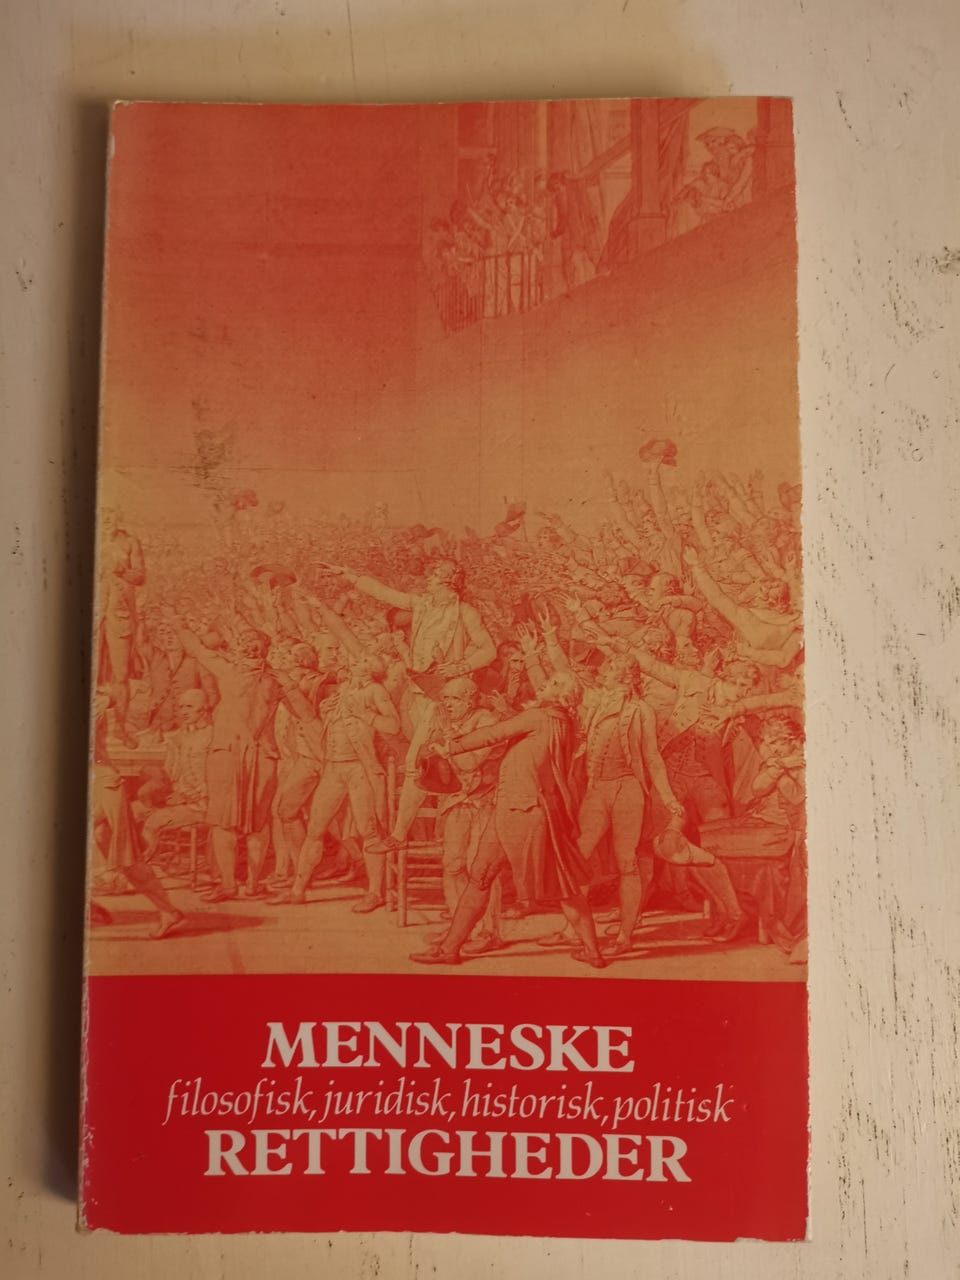 MENNESKE
filosofisk, juridisk, historisk, politisk
RETTIGHEDER